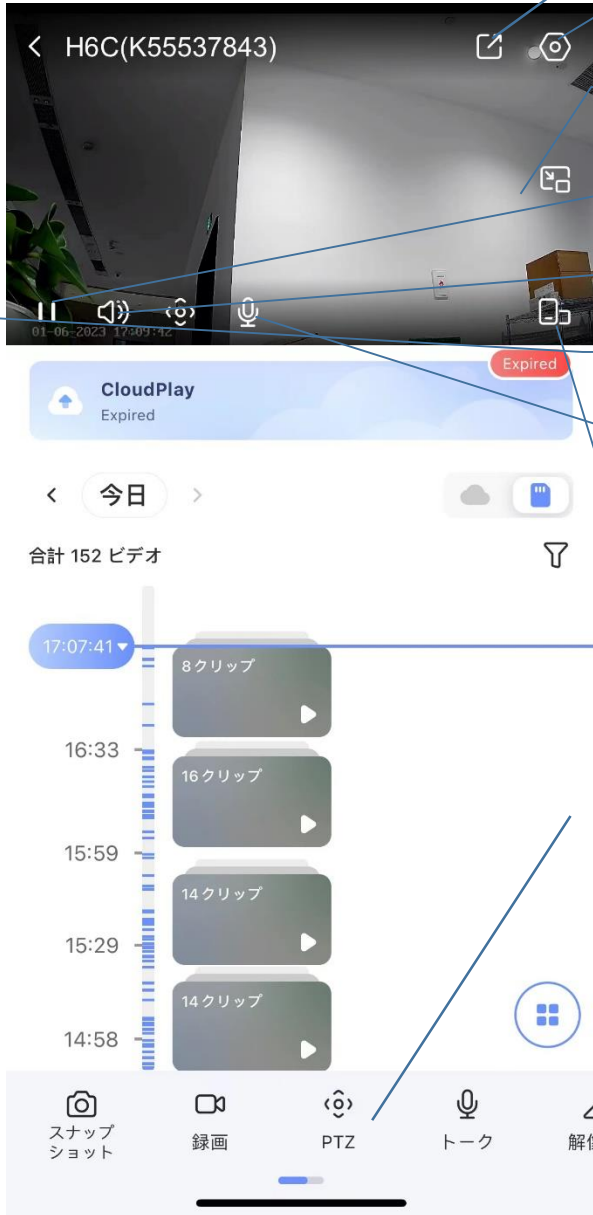 H6C(K55537843)
01-06-2023 17:09:42
Expired
CloudPlay
Expired
今日
合計 152 ビデオ
17:07:41
8クリップ
16:33
16クリップ
15:59
14クリップ
15:29
14クリップ
14:58
スナップ
ショット
録画
PTZ
トーク